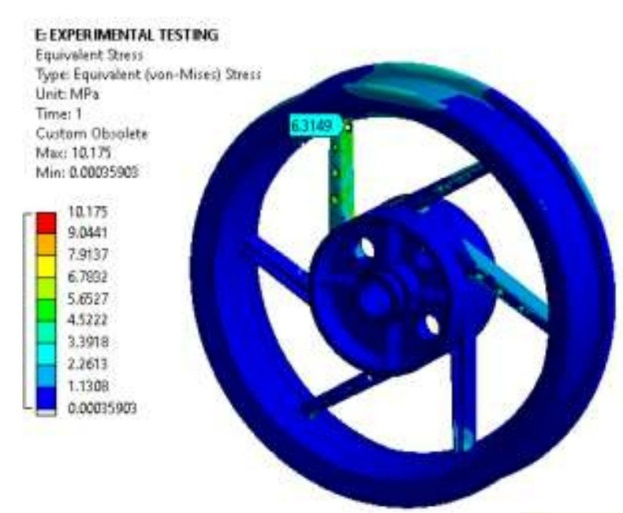 E: EXPERIMENTAL TESTING
Equivalent Stress
Type: Equivalent (von-Mises) Stress
Unit: MPa
Time: 1
Custom Obsolete
Max: 10.175
Min: 0.00035903
6.3149
10.175
9.0441
7.9137
6.7832
5.6527
4.5222
3.3918
2.2613
1.1308
0.00035903